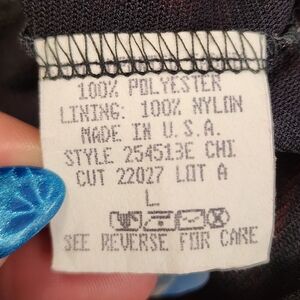 100% POLYESTER
LINING: 100% NYLON
MADE IN U.S.A.
STYLE 254513E CHI
CUT 22027 LOT A
L
SEE REVERSE FOR CARE